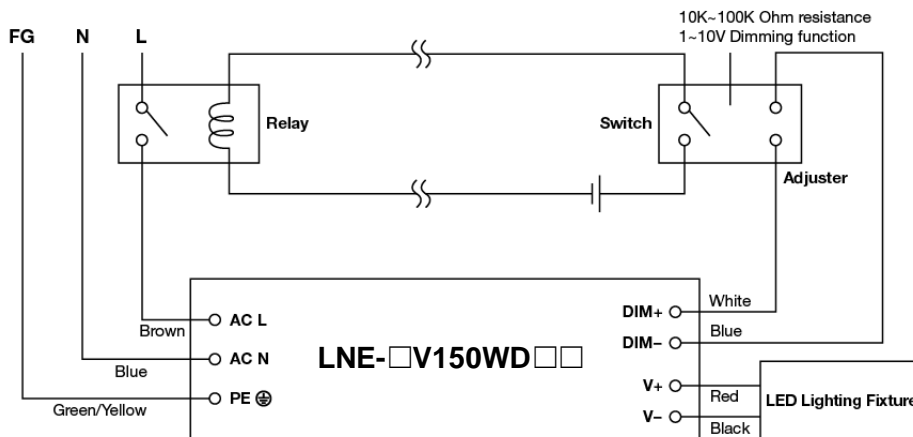 10K~100K Ohm resistance
1~10V Dimming function
FG N L
Relay
Switch
Adjuster
Brown
AC L
Blue
AC N
Green/Yellow
PE
LNE-□V150WD□□
DIM+
White
DIM−
Blue
V+
Red
V−
Black
LED Lighting Fixture